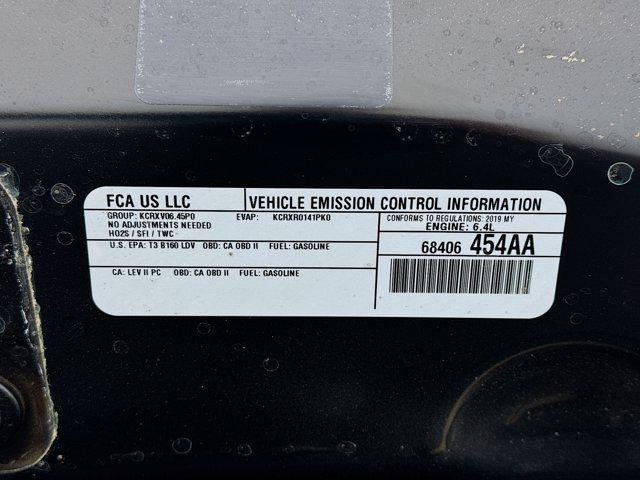 FCA US LLC VEHICLE EMISSION CONTROL INFORMATION
GROUP: KCRXV06.45P0 EVAP: KCRXR0141PK0
NO ADJUSTMENTS NEEDED
HO2S / SFI / TWC
CONFORMS TO REGULATIONS: 2019 MY
ENGINE: 6.4L
U.S. EPA: T3 B160 LDV OBD: CA OBD II FUEL: GASOLINE
68406 454AA
CA: LEV II PC OBD: CA OBD II FUEL: GASOLINE